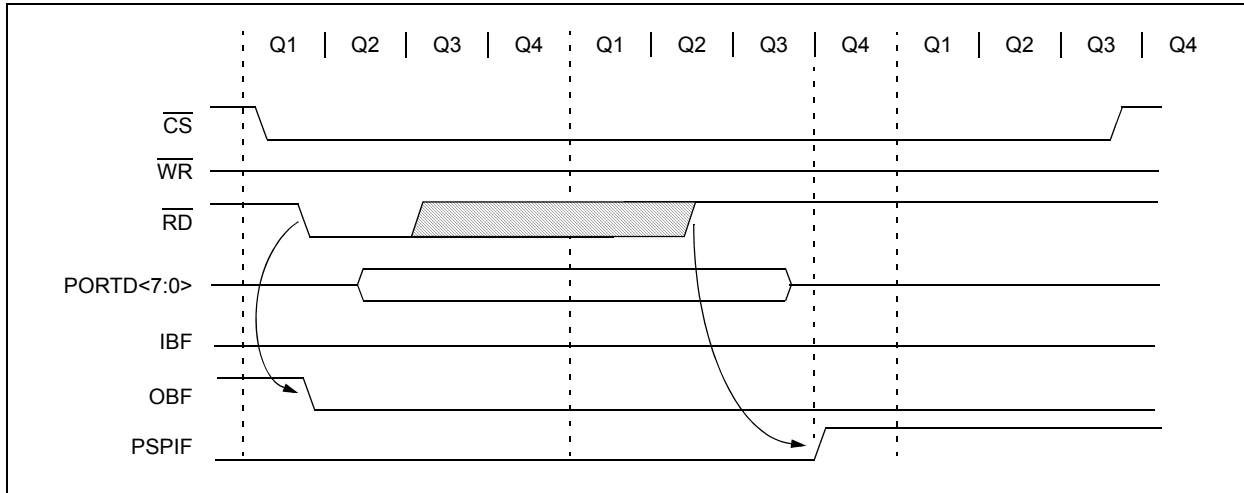 Q1 | Q2 | Q3 | Q4 Q1 | Q2 | Q3 Q4 Q1 | Q2 | Q3 | Q4
CS
WR
RD
PORTD<7:0>
IBF
OBF
PSPIF